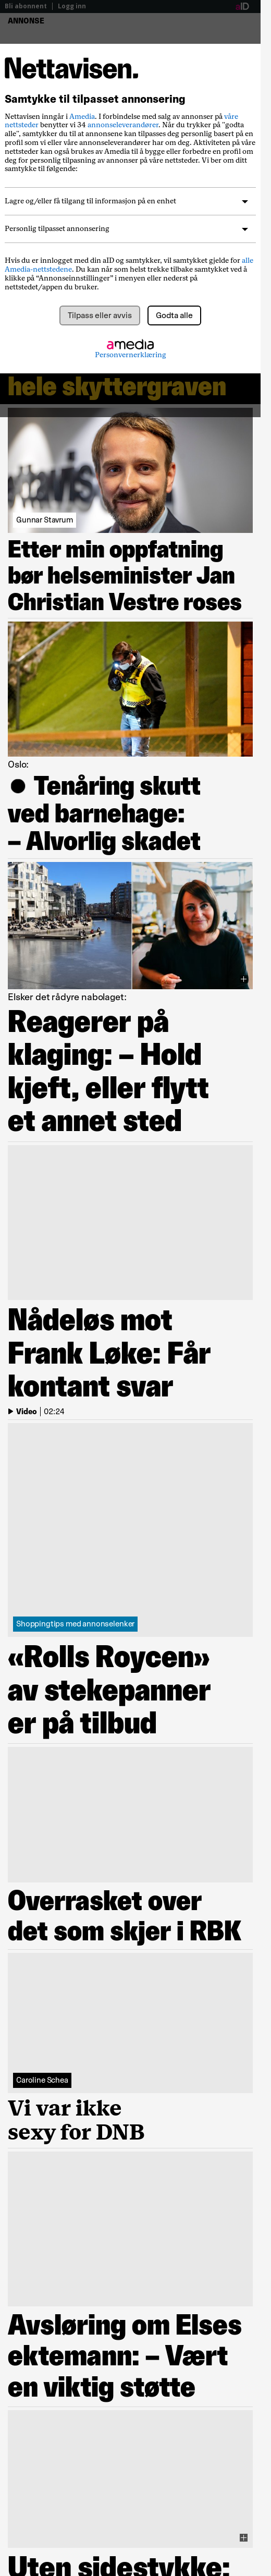 Bli abonnent | Logg inn
aID
ANNONSE
Nettavisen.
Samtykke til tilpasset annonsering
Nettavisen inngår i Amedia. I forbindelse med salg av annonser på våre
nettsteder benytter vi 34 annonseleverandører. Når du trykker på "godta
alle", samtykker du til at annonsene kan tilpasses deg personlig basert på en
profil som vi eller våre annonseleverandører har om deg. Aktiviteten på våre
nettsteder kan også brukes av Amedia til å bygge eller forbedre en profil om
deg for personlig tilpasning av annonser på våre nettsteder. Vi ber om ditt
samtykke til følgende:
Lagre og/eller få tilgang til informasjon på en enhet
Personlig tilpasset annonsering
Hvis du er innlogget med din aID og samtykker, vil samtykket gjelde for alle
Amedia-nettstedene. Du kan når som helst trekke tilbake samtykket ved å
klikke på “Annonseinnstillinger” i menyen eller nederst på
nettstedet/appen du bruker.
Tilpass eller avvis
Godta alle
amedia
Personvernerklæring
hele skyttergraven
Gunnar Stavrum
Etter min oppfatning
bør helseminister Jan
Christian Vestre roses
Oslo:
● Tenåring skutt
ved barnehage:
– Alvorlig skadet
Elsker det rådyre nabolaget:
Reagerer på
klaging: – Hold
kjeft, eller flytt
et annet sted
Nådeløs mot
Frank Løke: Får
kontant svar
Video | 02:24
Shoppingtips med annonselenker
«Rolls Roycen»
av stekepanner
er på tilbud
Overrasket over
det som skjer i RBK
Caroline Schea
Vi var ikke
sexy for DNB
Avsløring om Elses
ektemann: – Vært
en viktig støtte
Uten sidestykke: